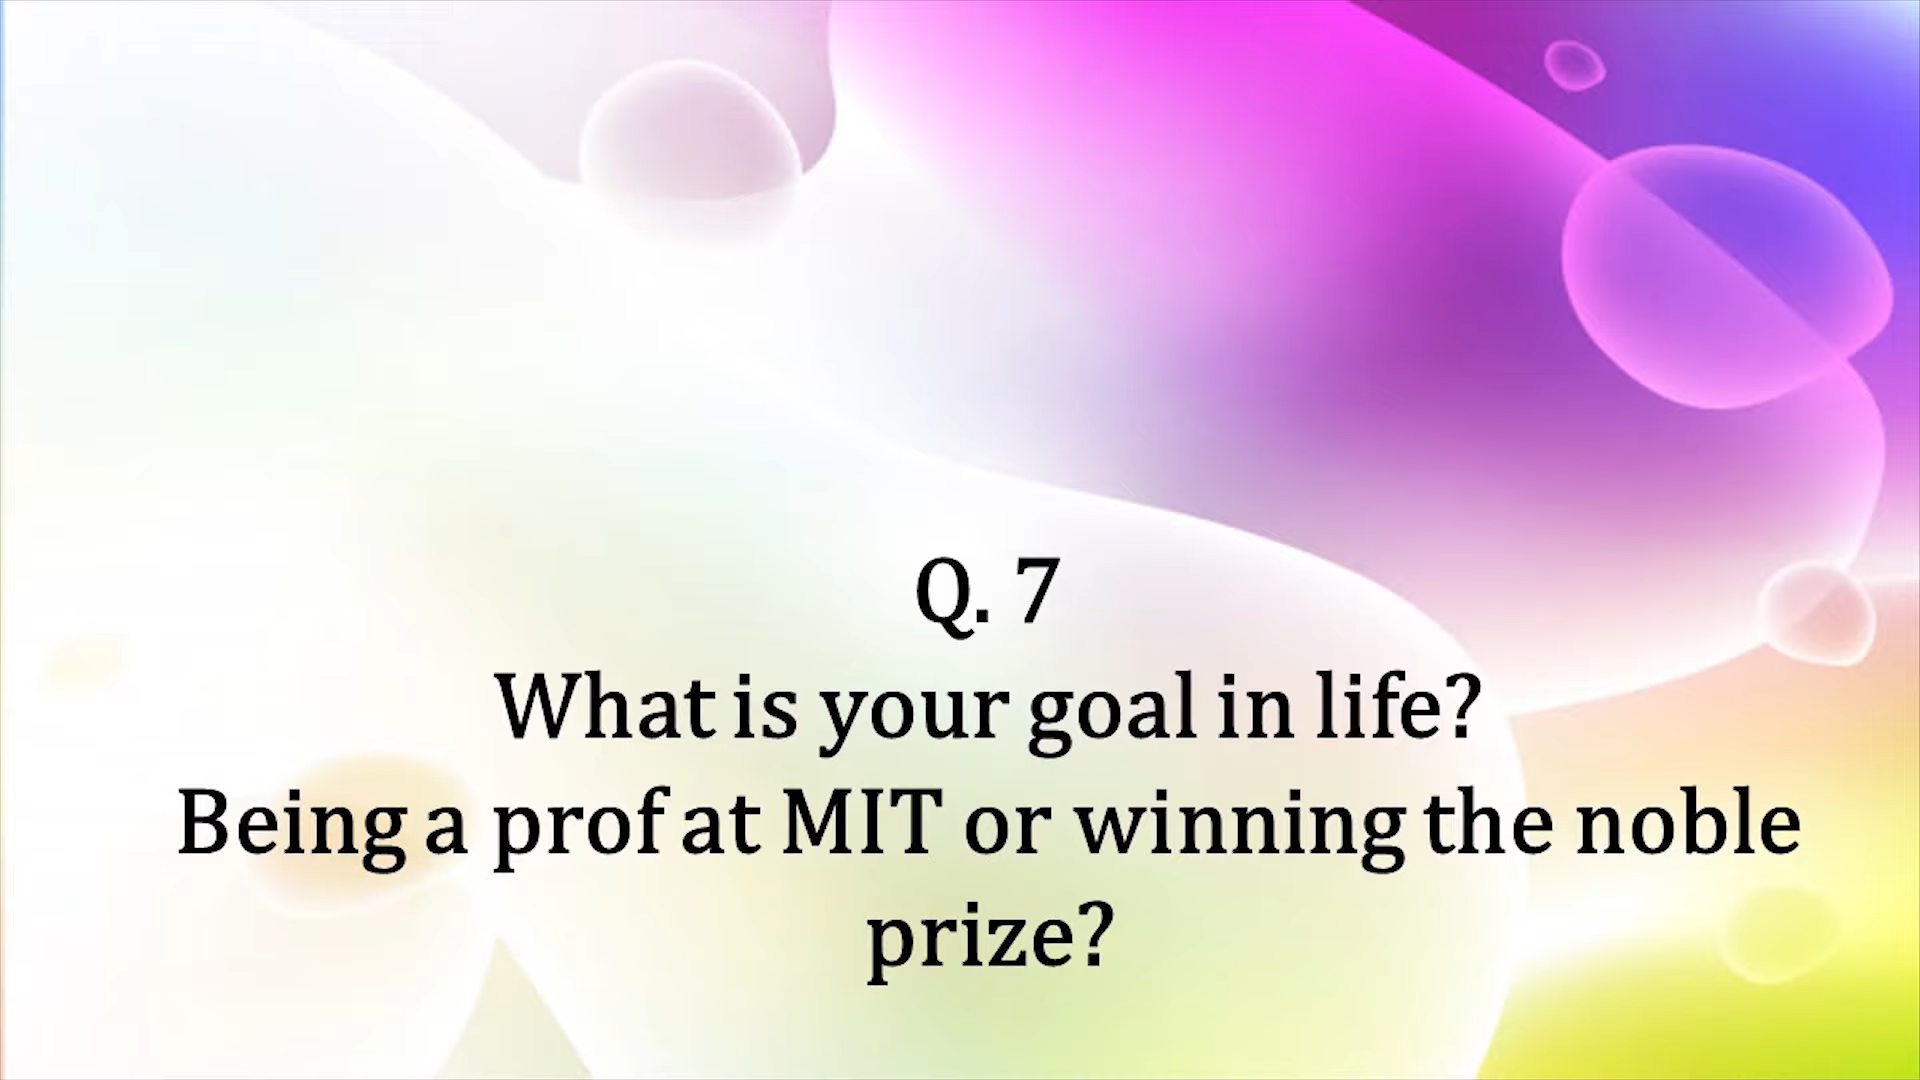 Q. 7
What is your goal in life?
Being a prof at MIT or winning the noble
prize?